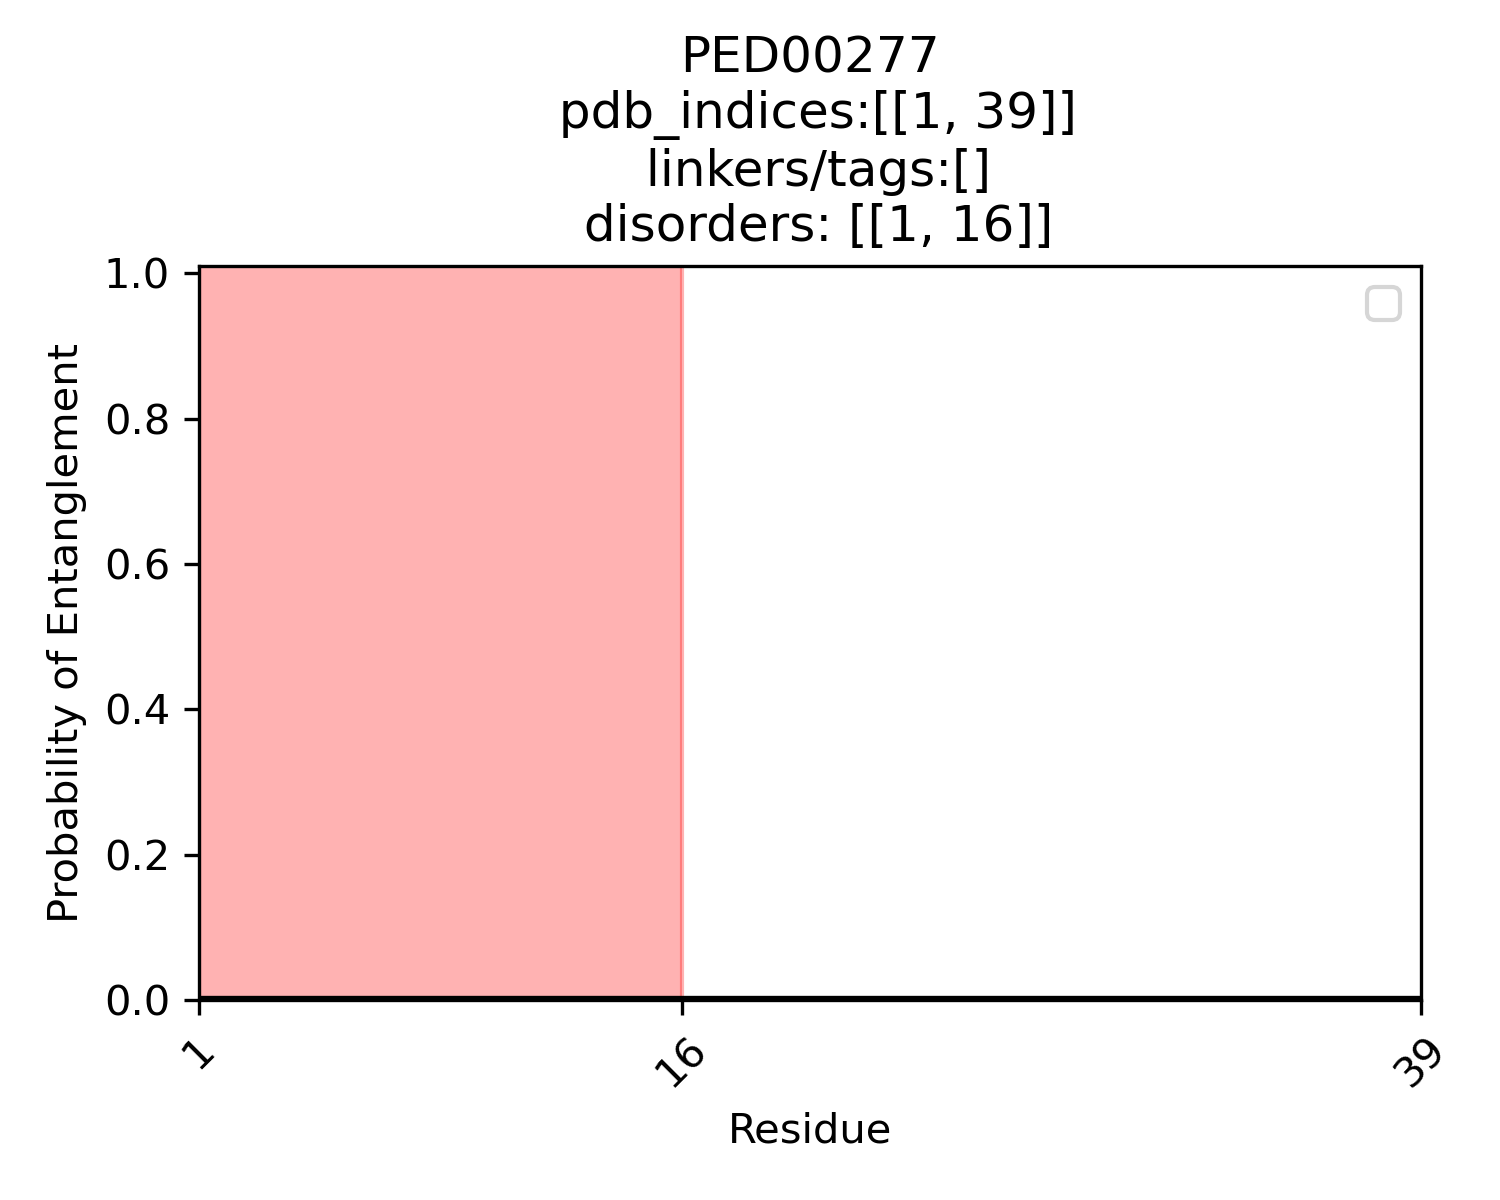 PED00277
pdb_indices:[[1, 39]]
linkers/tags:[]
disorders: [[1, 16]]
1.0
0.8
0.6
0.4
0.2
0.0
Probability of Entanglement
1
16
39
Residue